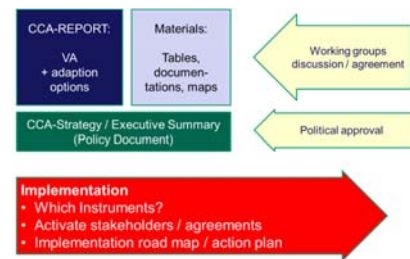 CCA-REPORT:
VA
+ adaption
options
Materials:
Tables,
documen-
tations, maps
Working groups
discussion / agreement
CCA-Strategy / Executive Summary
(Policy Document)
Political approval
Implementation
• Which Instruments?
• Activate stakeholders / agreements
• Implementation road map / action plan